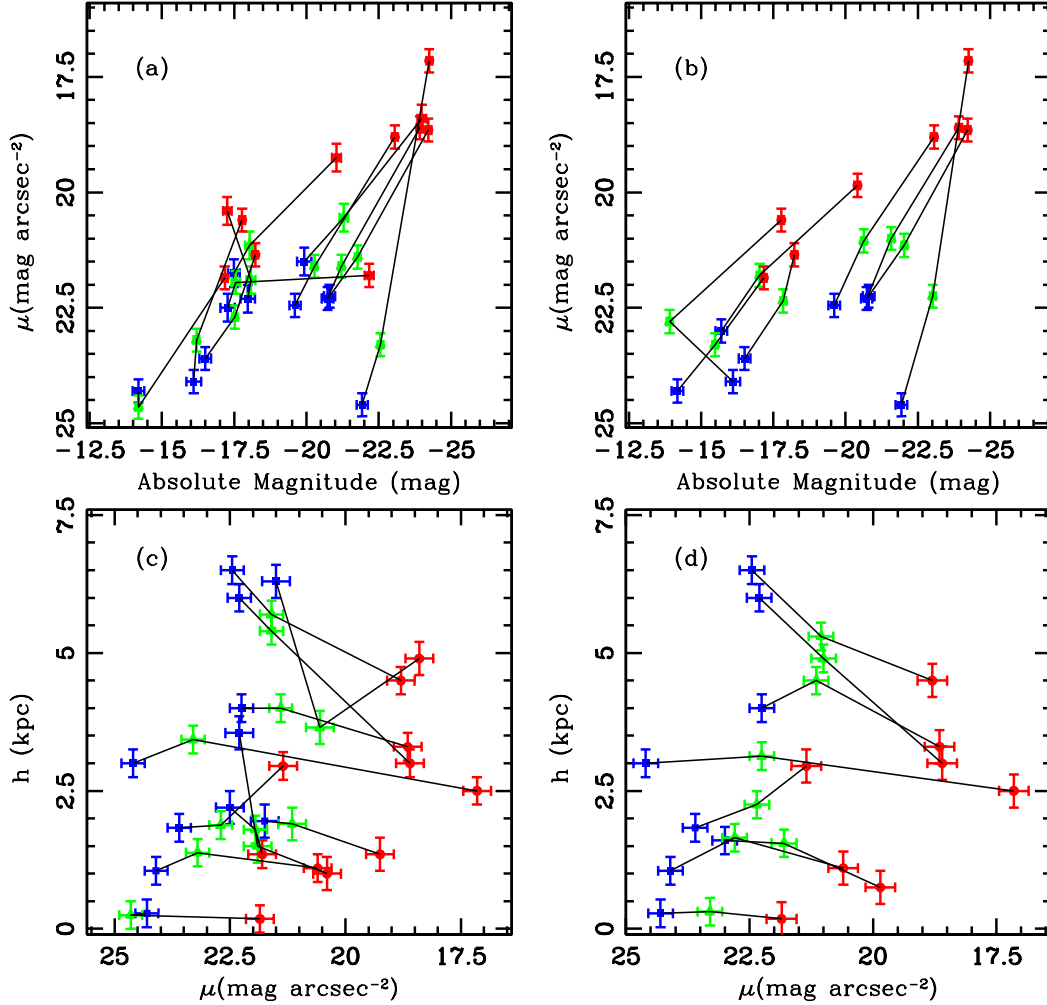 (a)
17.5
20
22.5
25
μ(mag arcsec⁻²)
−12.5 −15 −17.5 −20 −22.5 −25
Absolute Magnitude (mag)
(b)
17.5
20
22.5
25
μ(mag arcsec⁻²)
−12.5 −15 −17.5 −20 −22.5 −25
Absolute Magnitude (mag)
(c)
7.5
5
2.5
0
h (kpc)
25 22.5 20 17.5
μ(mag arcsec⁻²)
(d)
7.5
5
2.5
0
h (kpc)
25 22.5 20 17.5
μ(mag arcsec⁻²)